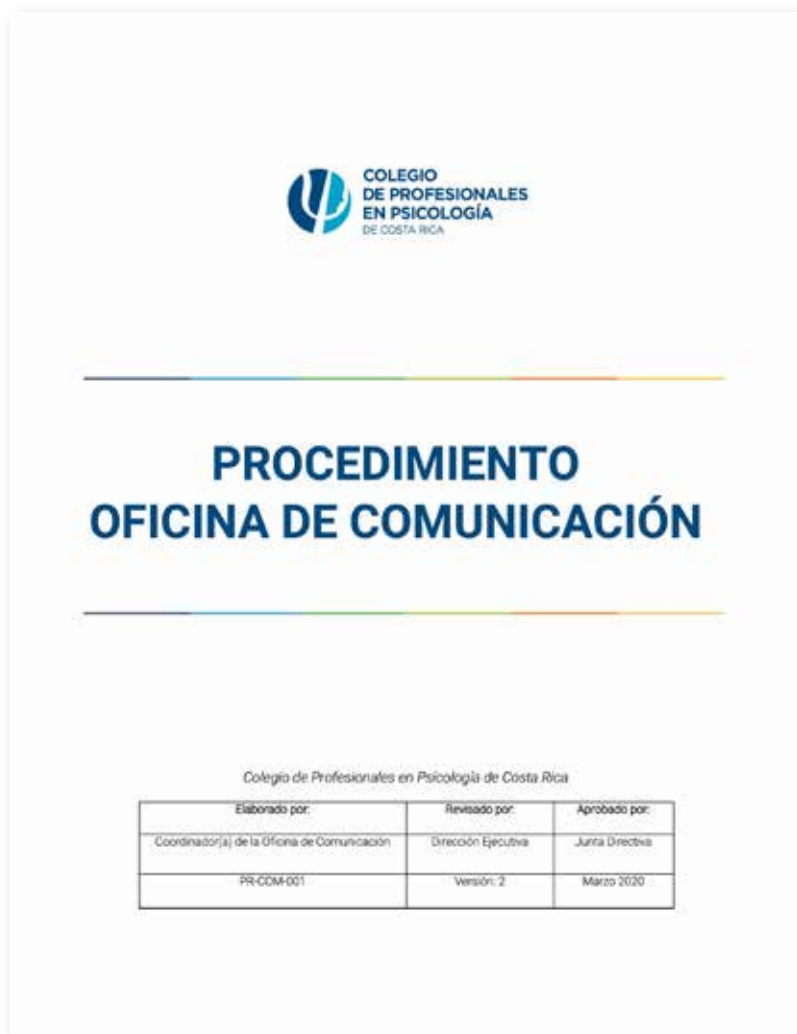 COLEGIO
DE PROFESIONALES
EN PSICOLOGÍA
DE COSTA RICA
PROCEDIMIENTO
OFICINA DE COMUNICACIÓN
Colegio de Profesionales en Psicología de Costa Rica
Elaborado por: Revisado por: Aprobado por:
Coordinador(a) de la Oficina de Comunicación Dirección Ejecutiva Junta Directiva
PR-COM-001 Versión: 2 Marzo 2020